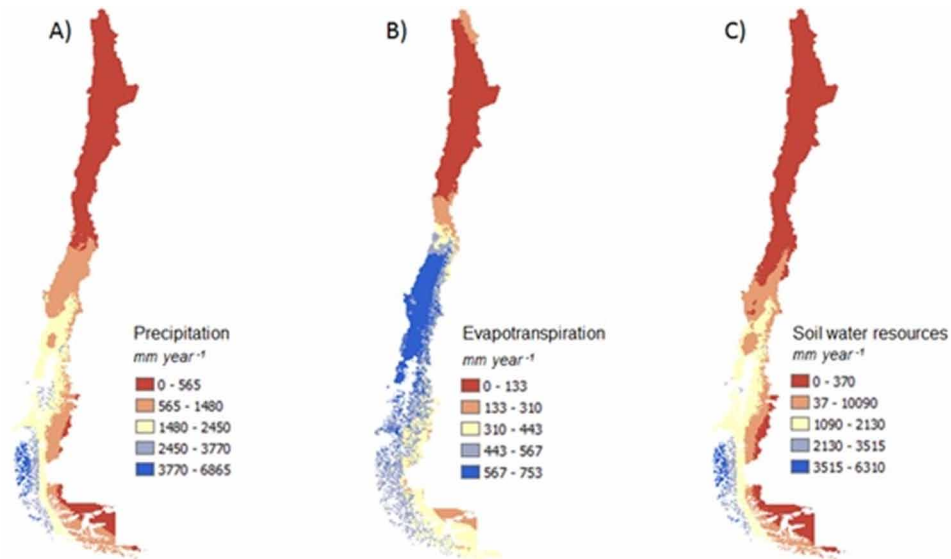 A)
Precipitation
mm year⁻¹
0 - 565
565 - 1480
1480 - 2450
2450 - 3770
3770 - 6865
B)
Evapotranspiration
mm year⁻¹
0 - 133
133 - 310
310 - 443
443 - 567
567 - 753
C)
Soil water resources
mm year⁻¹
0 - 370
37 - 10090
1090 - 2130
2130 - 3515
3515 - 6310